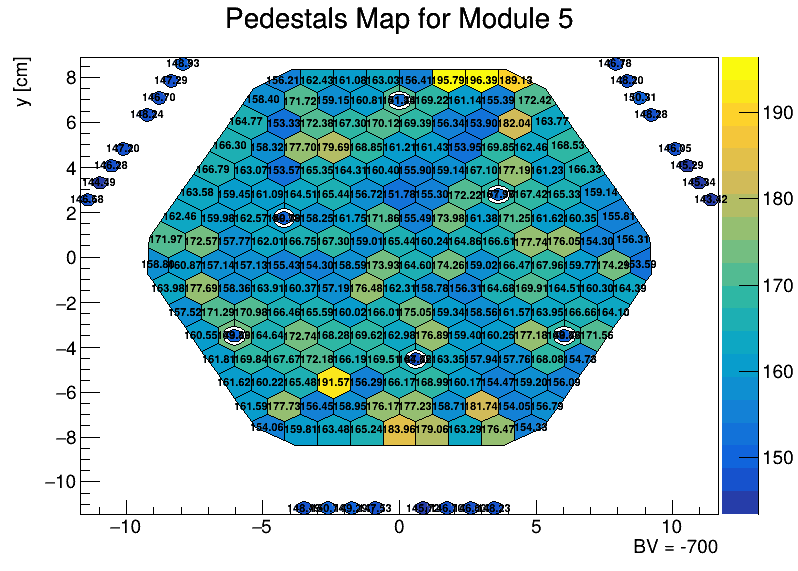 Pedestals Map for Module 5
y [cm]
148.93 146.78
147.29 148.20
146.70 150.31
148.24 148.28
156.21 162.43 161.08 163.03 156.41 195.79 196.39 189.13
158.40 171.72 159.15 160.81 169.22 161.14 155.39 172.42
164.77 153.33 172.38 167.30 170.12 169.39 156.34 153.90 182.04 163.77
147.20 166.30 158.32 177.70 179.69 168.85 161.21 161.43 153.95 169.85 162.46 168.53
166.79 163.07 153.57 165.35 164.31 160.40 155.90 159.14 167.10 177.19 161.23 166.33 145.29
163.58 159.45 161.09 164.51 165.44 156.72 151.78 155.30 172.22 167.42 165.33 159.14 145.34
162.46 159.98 162.57 158.25 161.75 171.86 155.49 173.98 161.38 171.25 161.62 160.35 155.81 143.42
171.97 172.57 157.77 162.01 166.75 167.30 159.01 165.44 160.24 164.86 166.61 177.74 176.05 154.30 156.31
160.87 157.14 157.13 155.43 154.30 158.59 173.93 164.60 174.26 159.02 166.47 167.96 159.77 174.29 153.59
163.98 177.69 158.36 163.91 160.37 157.19 176.48 162.31 158.78 156.31 164.68 169.91 164.51 160.30 164.39
157.52 171.29 170.98 166.46 165.59 160.02 166.01 175.05 159.34 158.56 161.57 163.95 166.66 164.10
160.55 164.64 172.74 168.28 169.62 162.98 176.89 159.40 160.25 177.18 171.56
161.81 169.84 167.67 172.18 166.19 169.51 163.35 157.94 157.76 168.08 154.73
161.62 160.22 165.48 191.57 156.29 166.17 168.99 160.17 154.47 159.20 156.09
161.59 177.73 156.45 158.95 176.17 177.23 158.71 181.74 154.05 156.79
154.06 159.81 163.48 165.24 183.96 179.06 163.29 176.47 154.33
8
6
4
2
0
−2
−4
−6
−8
−10
−10 −5 0 5 10
190
180
170
160
150
BV = -700